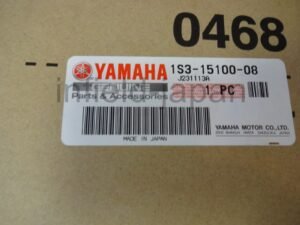 0468
YAMAHA 1S3-15100-08
J231113A
GENUINE
Parts & Accessories
1 PC
MADE IN JAPAN
YAMAHA MOTOR CO.,LTD.